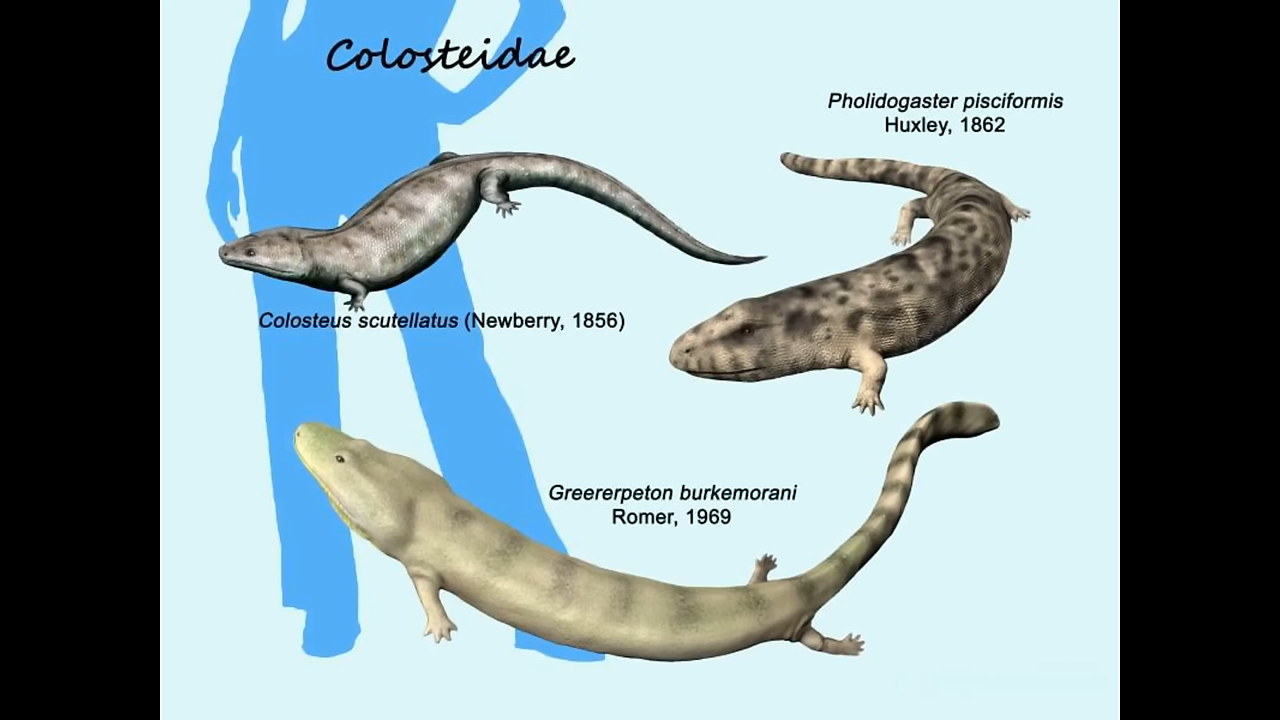 Colosteidae
Pholidogaster pisciformis
Huxley, 1862
Colosteus scutellatus (Newberry, 1856)
Greererpeton burkemorani
Romer, 1969